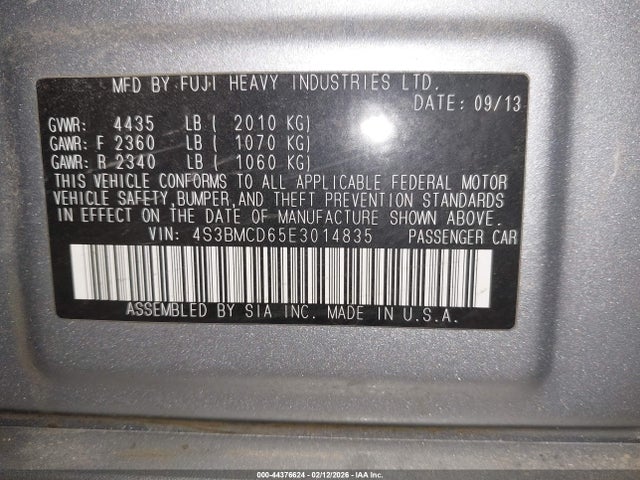 MFD BY FUJI HEAVY INDUSTRIES LTD.
DATE: 09/13
GVWR: 4435 LB ( 2010 KG)
GAWR: F 2360 LB ( 1070 KG)
GAWR: R 2340 LB ( 1060 KG)
THIS VEHICLE CONFORMS TO ALL APPLICABLE FEDERAL MOTOR
VEHICLE SAFETY, BUMPER, AND THEFT PREVENTION STANDARDS
IN EFFECT ON THE DATE OF MANUFACTURE SHOWN ABOVE.
VIN: 4S3BMCD65E3014835 PASSENGER CAR
ASSEMBLED BY SIA INC. MADE IN U.S.A.
000-44376624 - 02/12/2026 - IAA Inc.